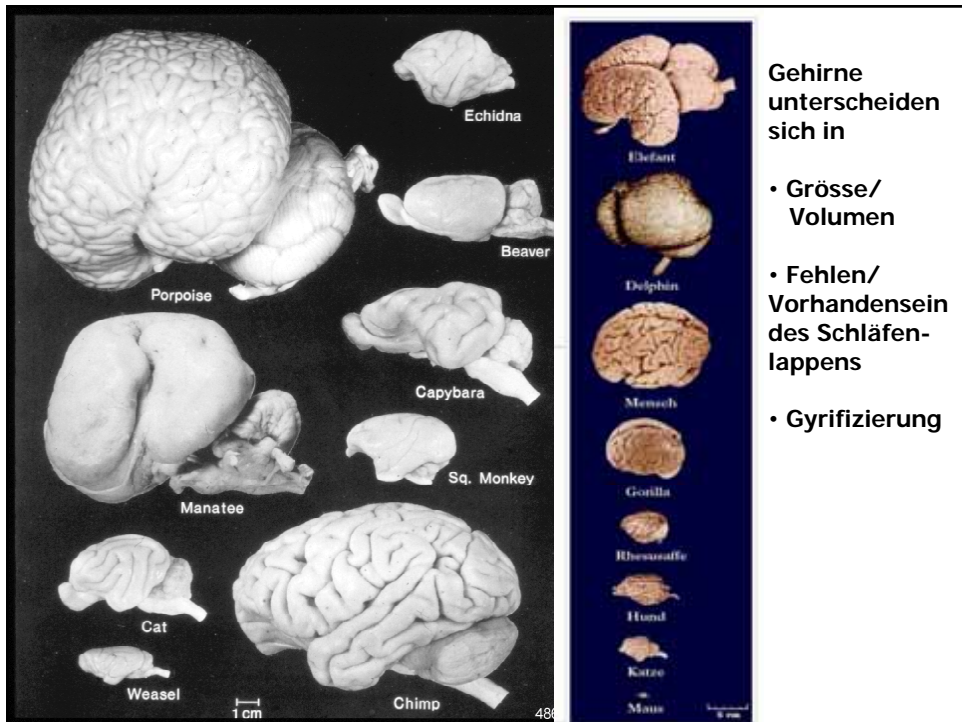 Echidna
Beaver
Porpoise
Capybara
Sq. Monkey
Manatee
Cat
Weasel
1 cm
Chimp
486
Elefant
Delphin
Mensch
Gorilla
Rhesusaffe
Hund
Katze
Maus
Gehirne
unterscheiden
sich in
• Grösse/
Volumen
• Fehlen/
Vorhandensein
des Schläfen-
lappens
• Gyrifizierung